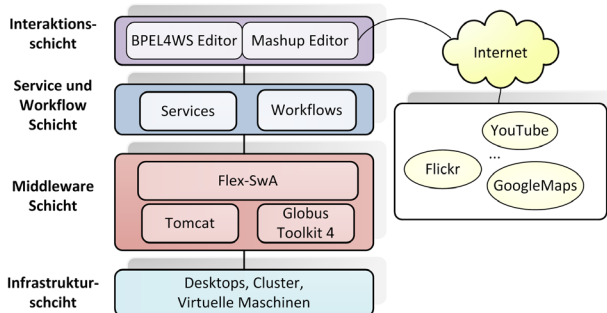 Interaktions-
schicht
BPEL4WS Editor
Mashup Editor
Internet
Service und
Workflow
Schicht
Services
Workflows
YouTube
Flickr
...
GoogleMaps
Middleware
Schicht
Flex-SwA
Tomcat
Globus
Toolkit 4
Infrastruktur-
schciht
Desktops, Cluster,
Virtuelle Maschinen